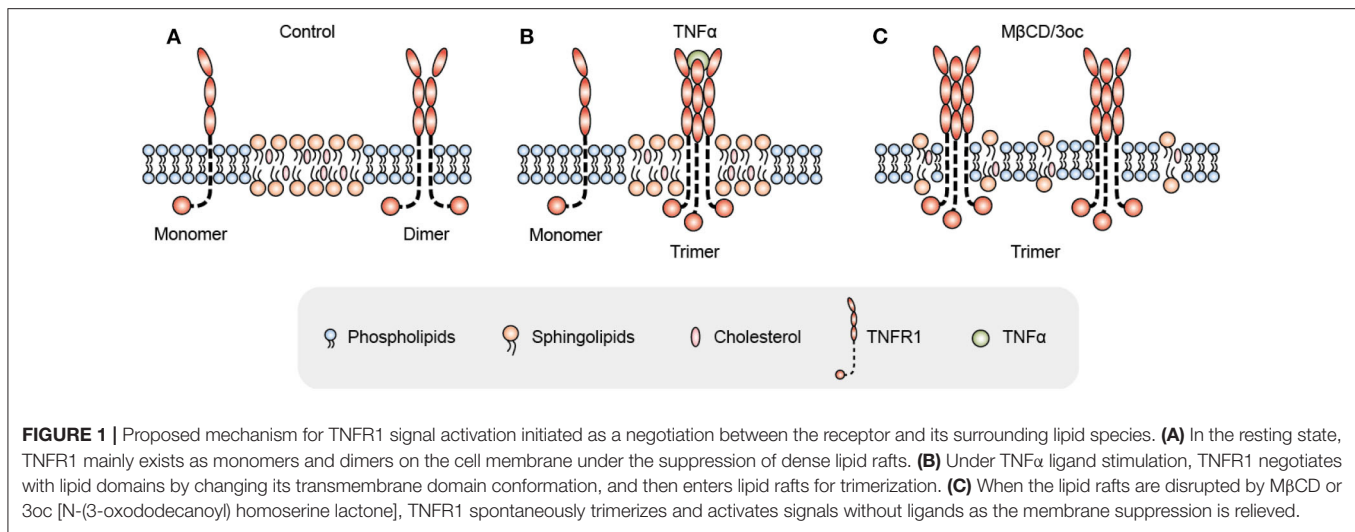 A Control B TNFα C MβCD/3oc
Monomer Dimer Monomer Trimer Trimer
Phospholipids Sphingolipids Cholesterol TNFR1 TNFα
FIGURE 1 | Proposed mechanism for TNFR1 signal activation initiated as a negotiation between the receptor and its surrounding lipid species. (A) In the resting state,
TNFR1 mainly exists as monomers and dimers on the cell membrane under the suppression of dense lipid rafts. (B) Under TNFα ligand stimulation, TNFR1 negotiates
with lipid domains by changing its transmembrane domain conformation, and then enters lipid rafts for trimerization. (C) When the lipid rafts are disrupted by MβCD or
3oc [N-(3-oxododecanoyl) homoserine lactone], TNFR1 spontaneously trimerizes and activates signals without ligands as the membrane suppression is relieved.